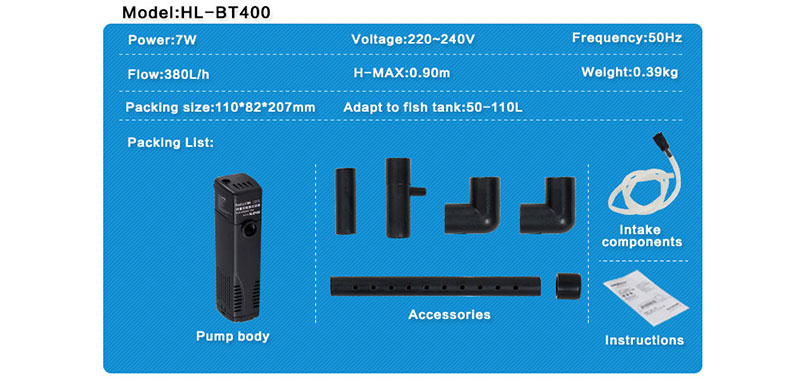 Model:HL-BT400
Power:7W Voltage:220~240V Frequency:50Hz
Flow:380L/h H-MAX:0.90m Weight:0.39kg
Packing size:110*82*207mm Adapt to fish tank:50-110L
Packing List:
Intake
components
Accessories
Pump body
Instructions